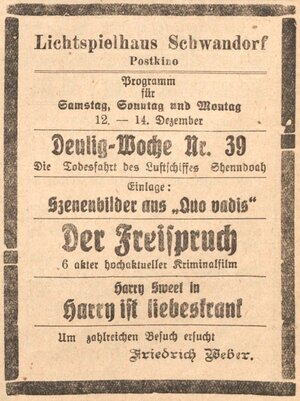 Lichtspielhaus Schwandorf
Postkino
Programm
für
Samstag, Sonntag und Montag
12. — 14. Dezember
Deulig-Woche Nr. 39
Die Todesfahrt des Luftschiffes Shenndoah
Einlage:
Szenenbilder aus „Quo vadis“
Der Freispruch
6 akter hochaktueller Kriminalfilm
Harry Sweet in
Harry ist liebeskrank
Um zahlreichen Besuch ersucht
Friedrich Weber.